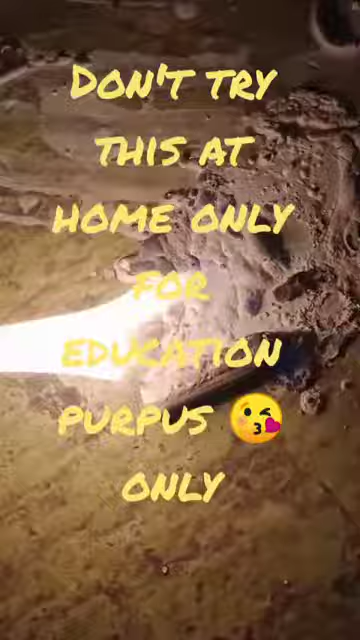 Don't try
this at
home only
for
education
purpus 😘
only